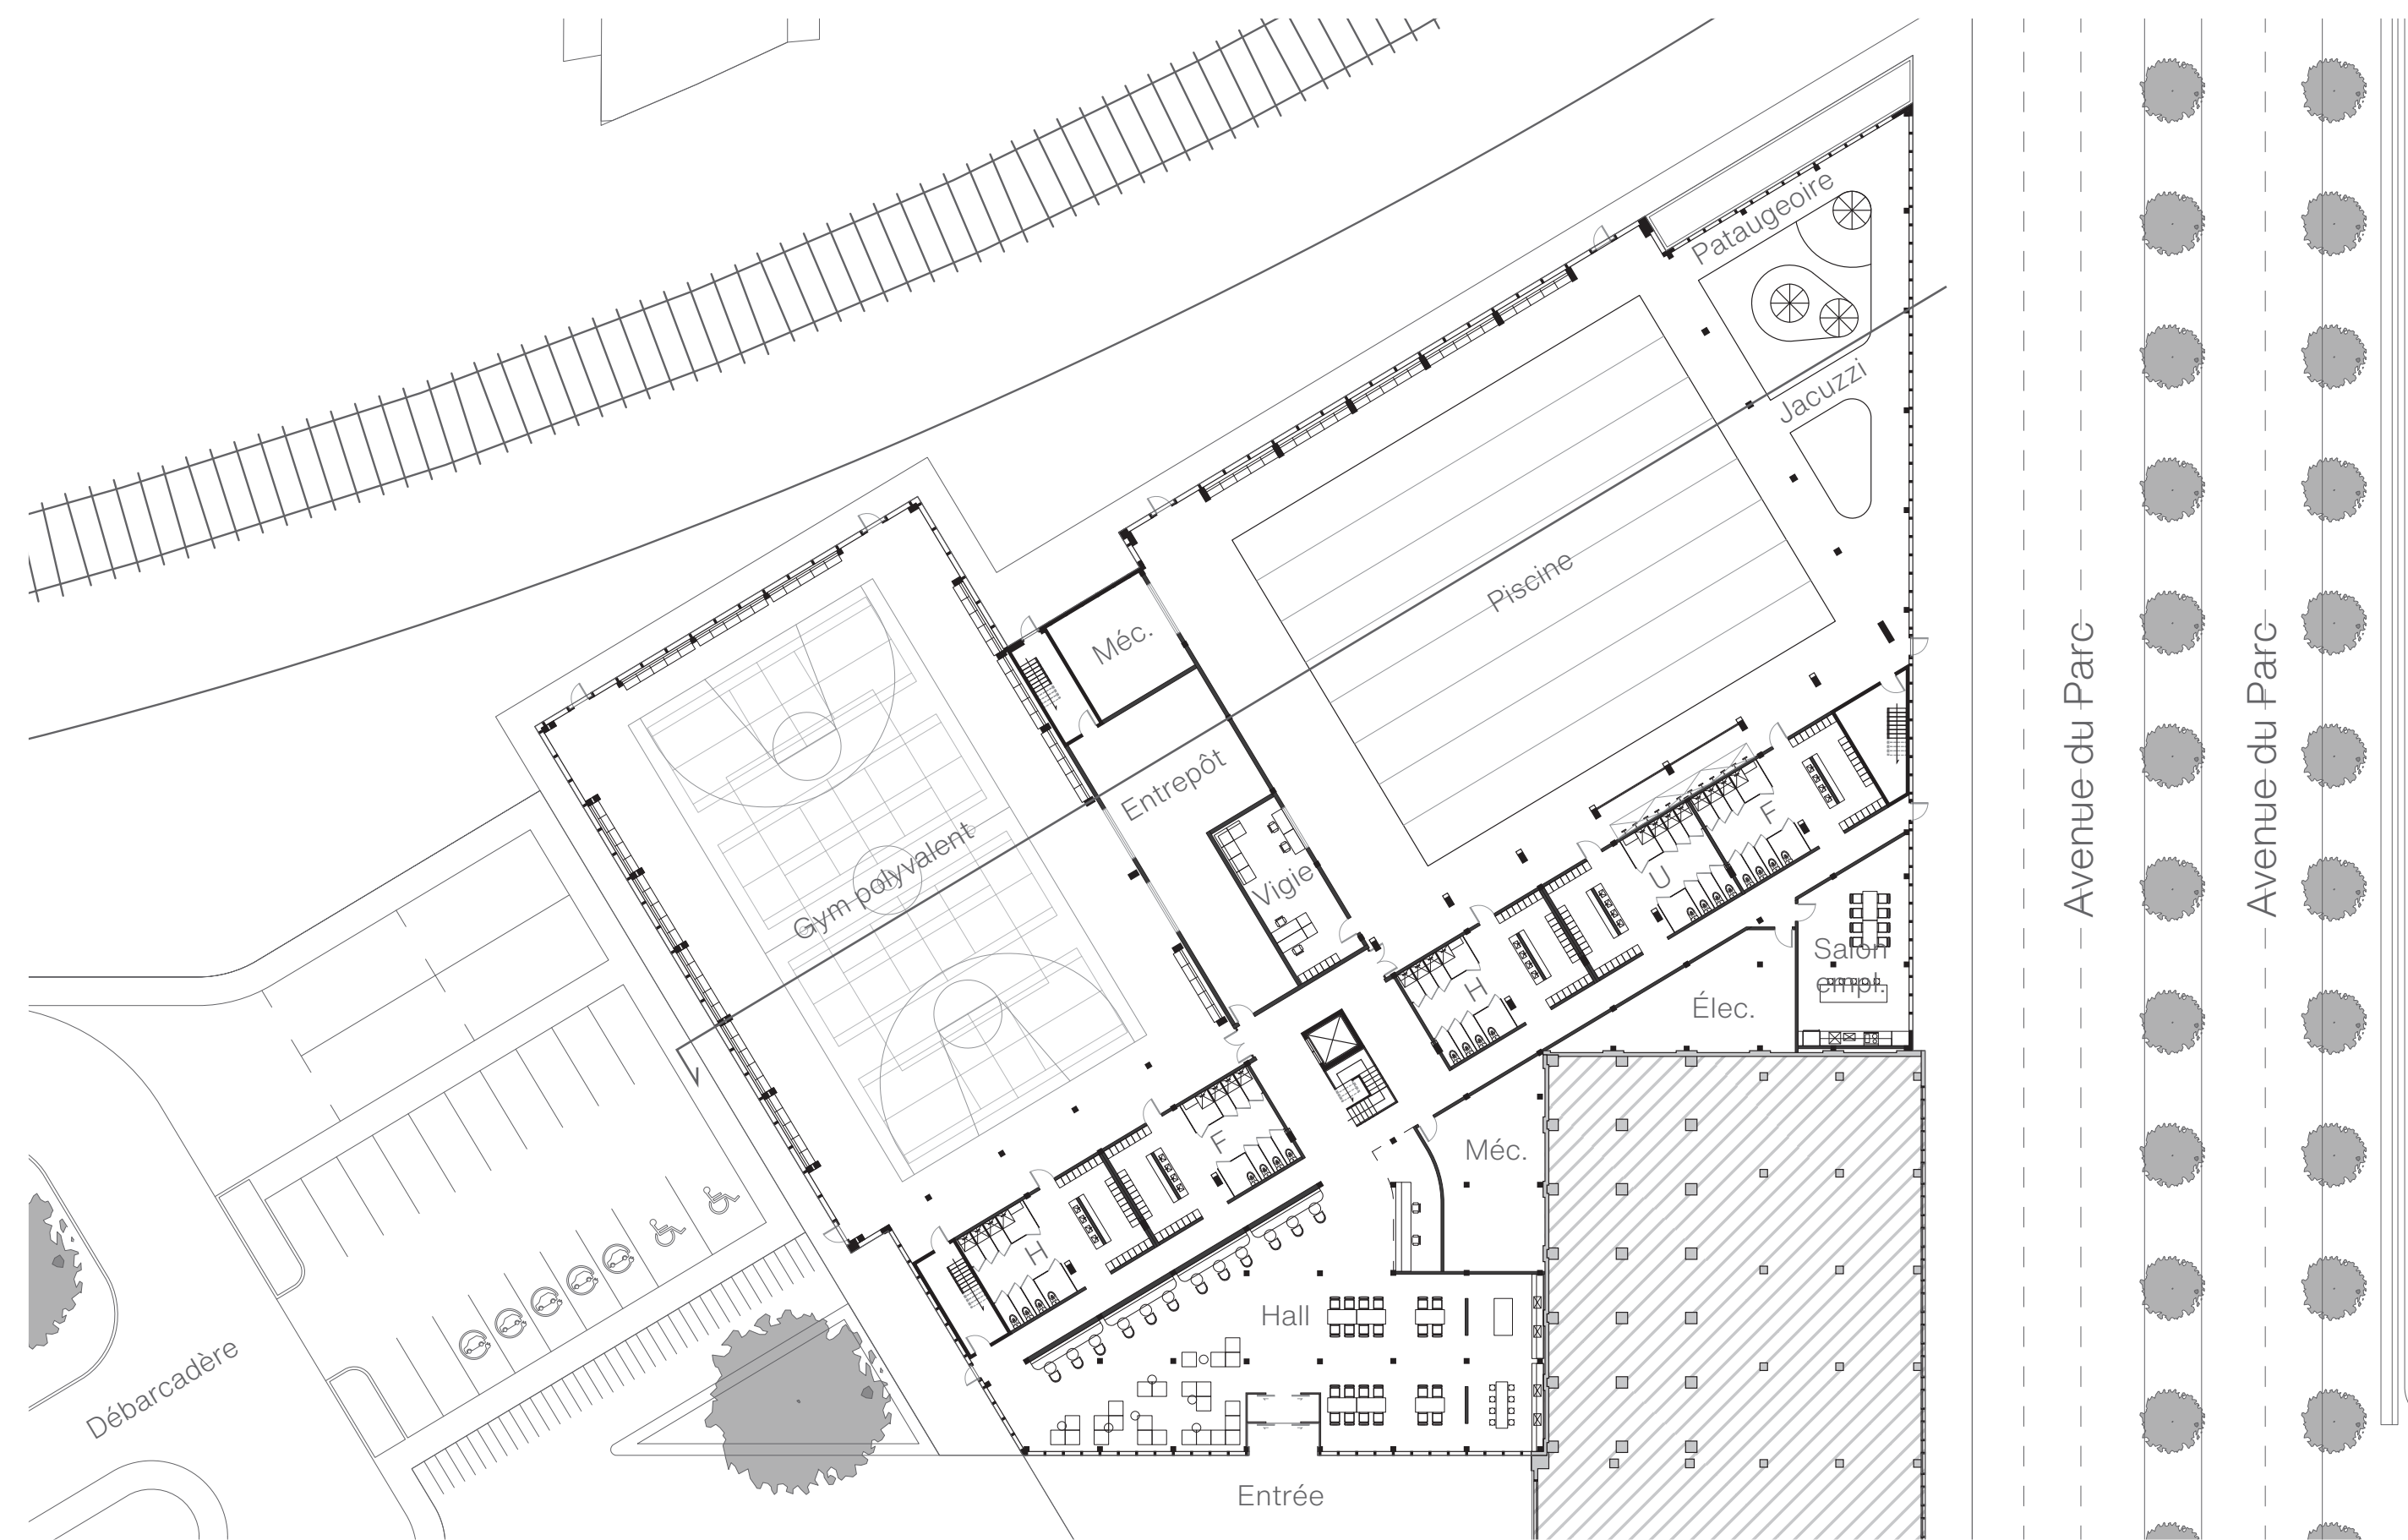 Pataugeoire
Jacuzzi
Piscine
Méc.
Entrepôt
Gym polyvalent
Vigie
Avenue du Parc
Avenue du Parc
F
U
H
Salon
empl.
Élec.
Méc.
F
H
Hall
Débarcadère
Entrée